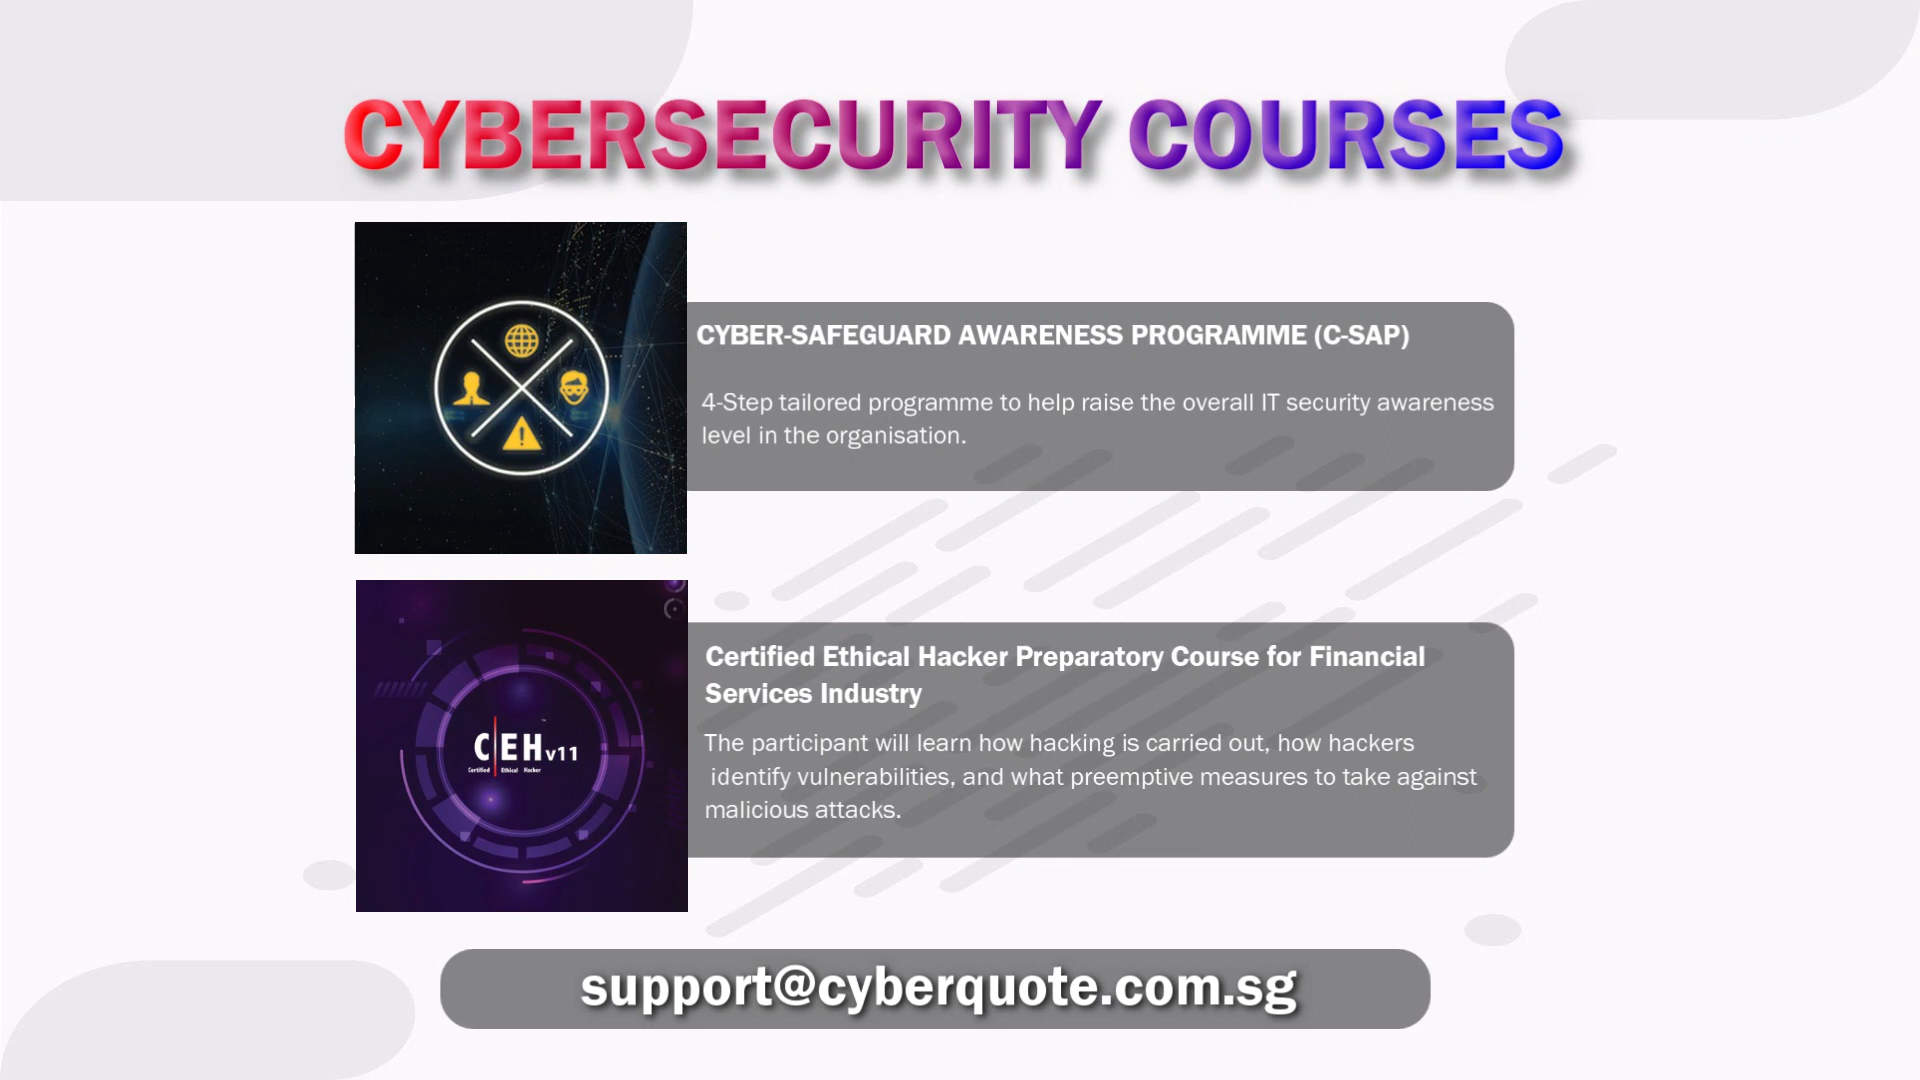 CYBERSECURITY COURSES
CYBER-SAFEGUARD AWARENESS PROGRAMME (C-SAP)
4-Step tailored programme to help raise the overall IT security awareness
level in the organisation.
CEHv11
Certified Ethical Hacker
Certified Ethical Hacker Preparatory Course for Financial
Services Industry
The participant will learn how hacking is carried out, how hackers
identify vulnerabilities, and what preemptive measures to take against
malicious attacks.
support@cyberquote.com.sg